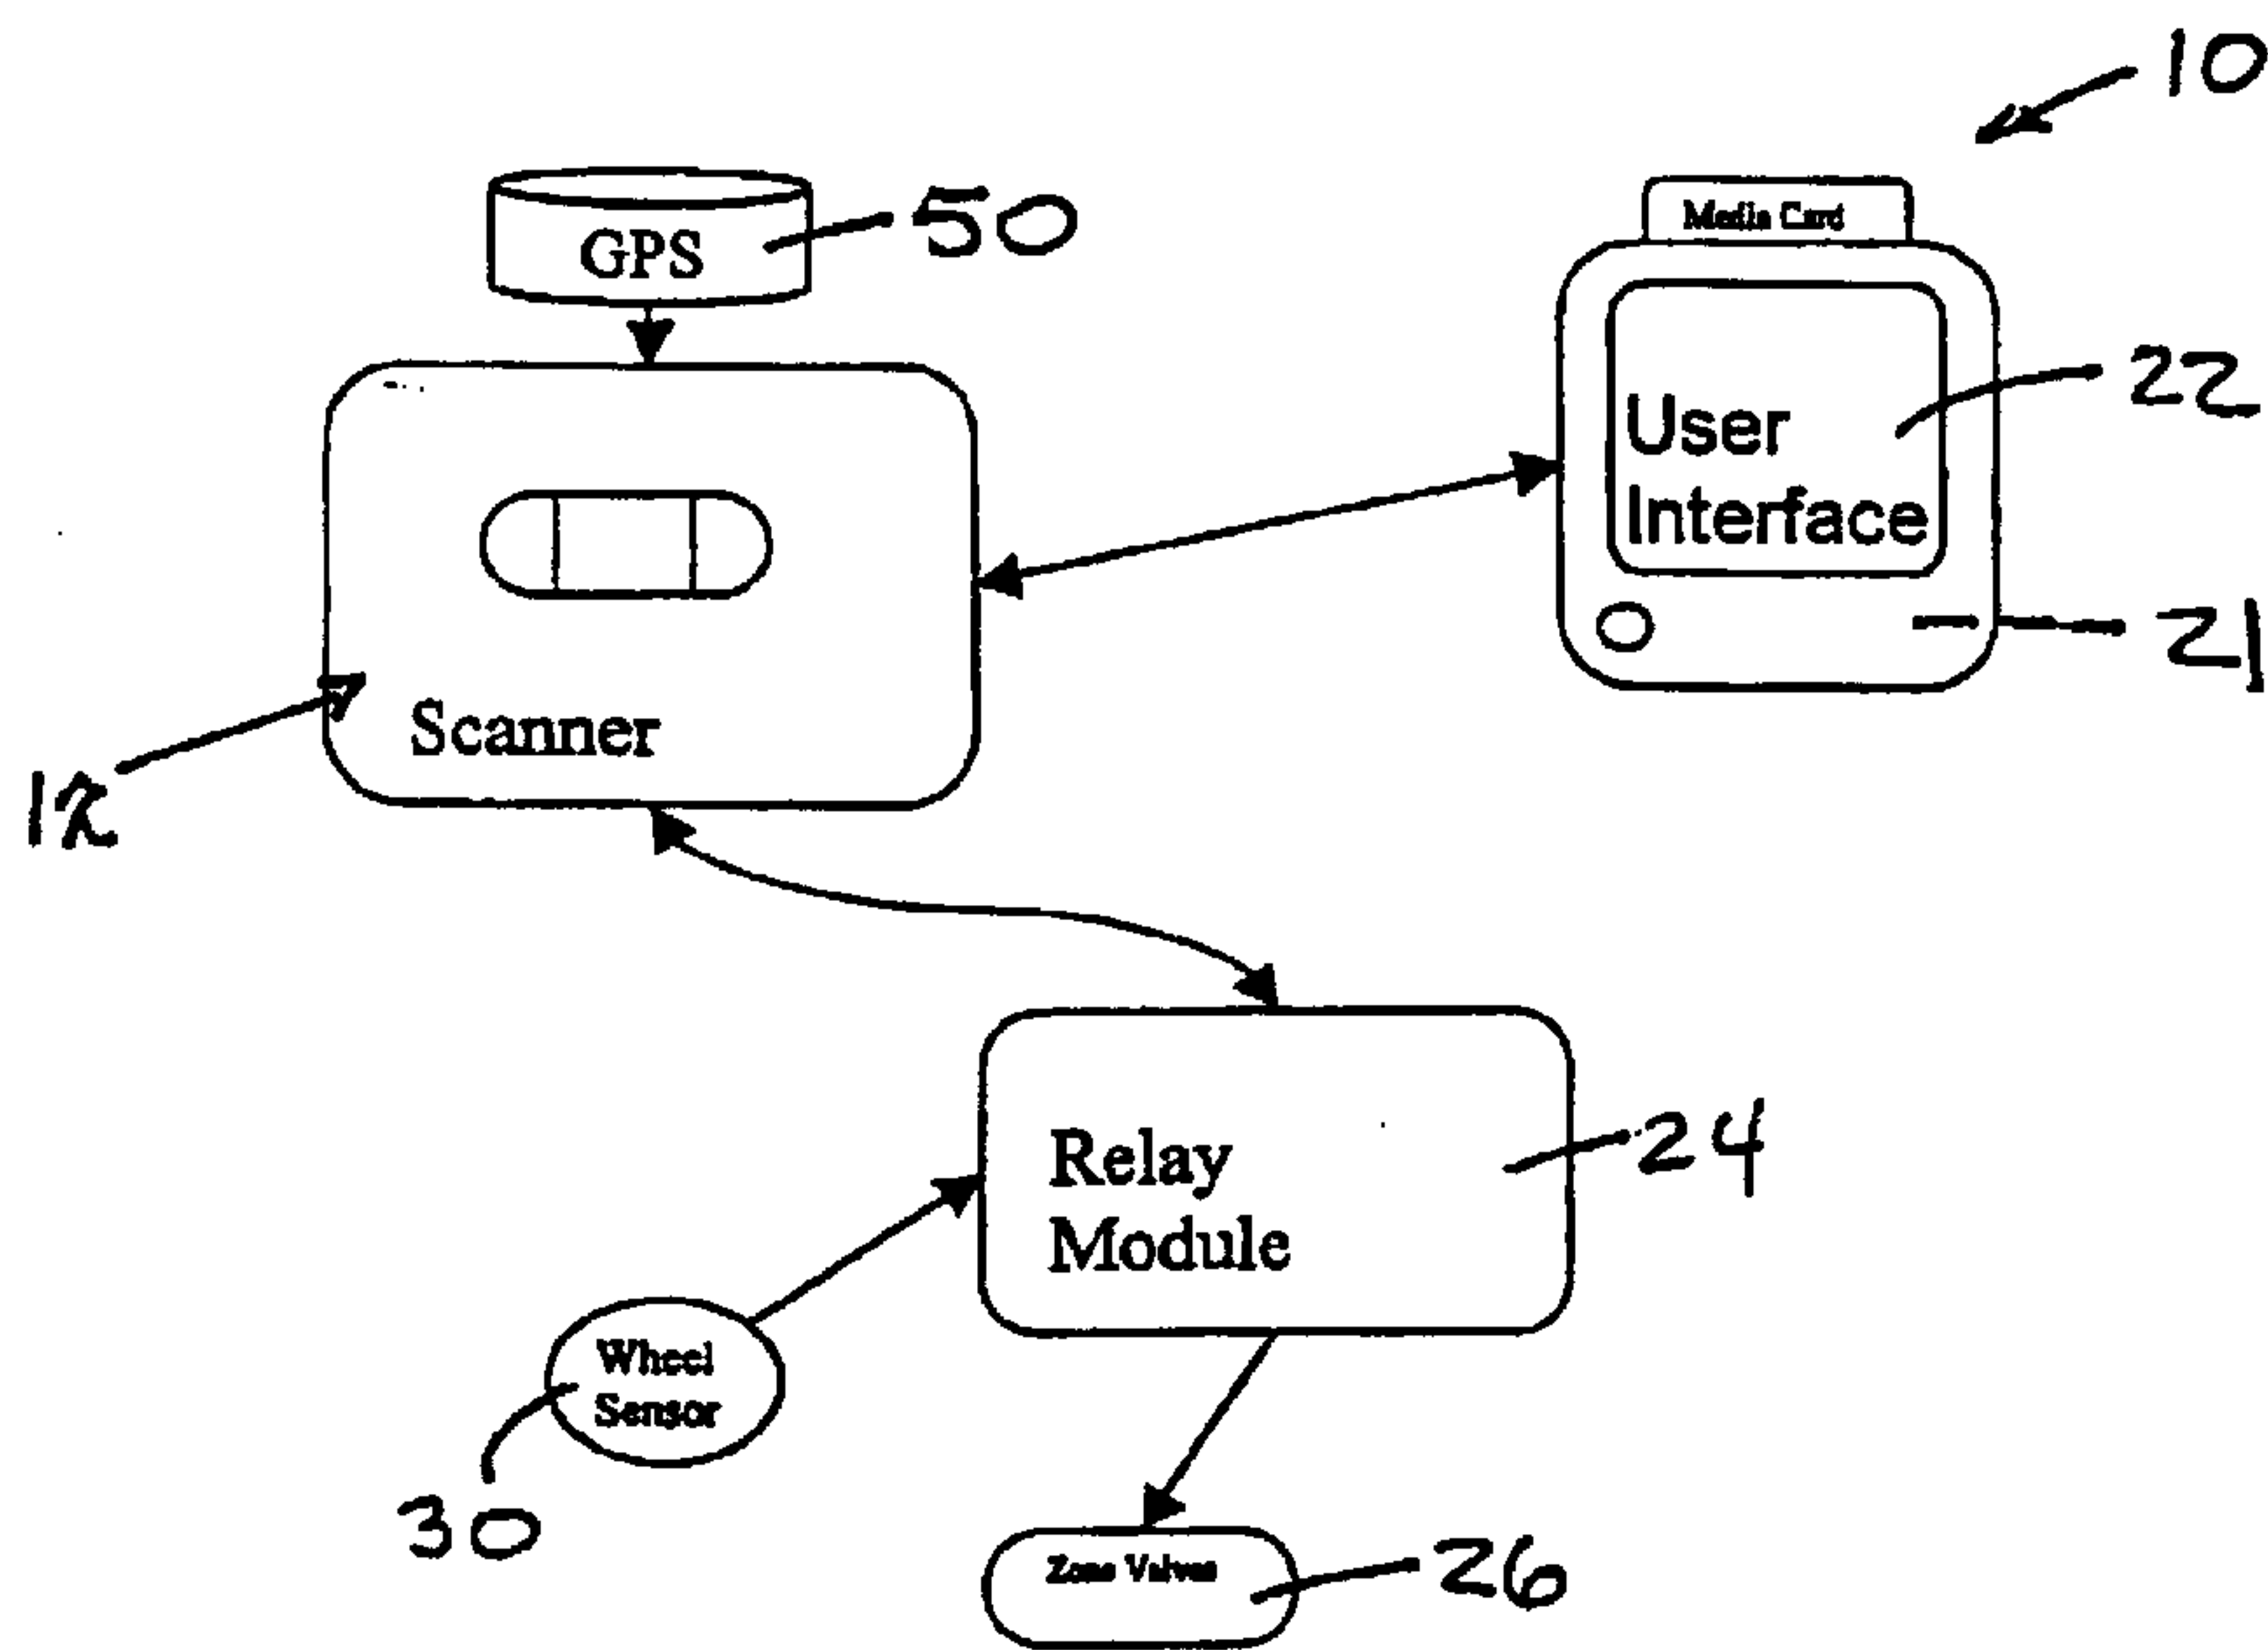 10
GPS
50
Media Card
User
Interface
22
21
Scanner
12
Relay
Module
24
Wheel
Sensor
30
Zone Valves
26